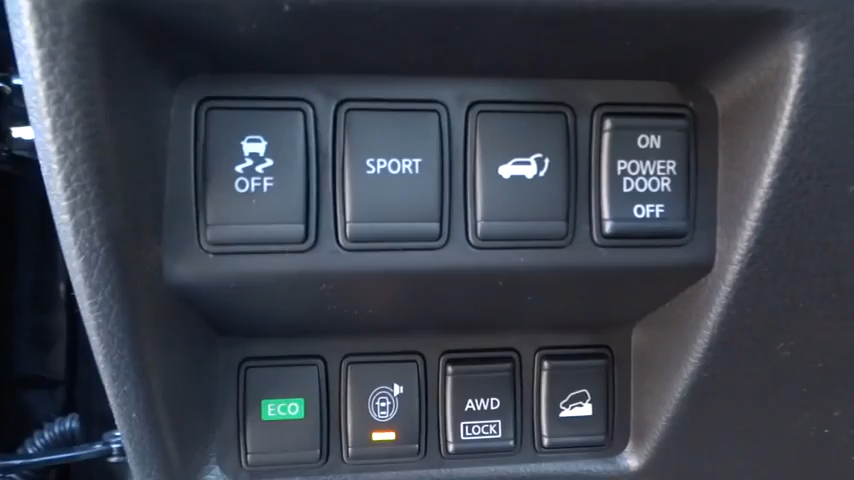 OFF
SPORT
ON
POWER
DOOR
OFF
ECO
AWD
LOCK